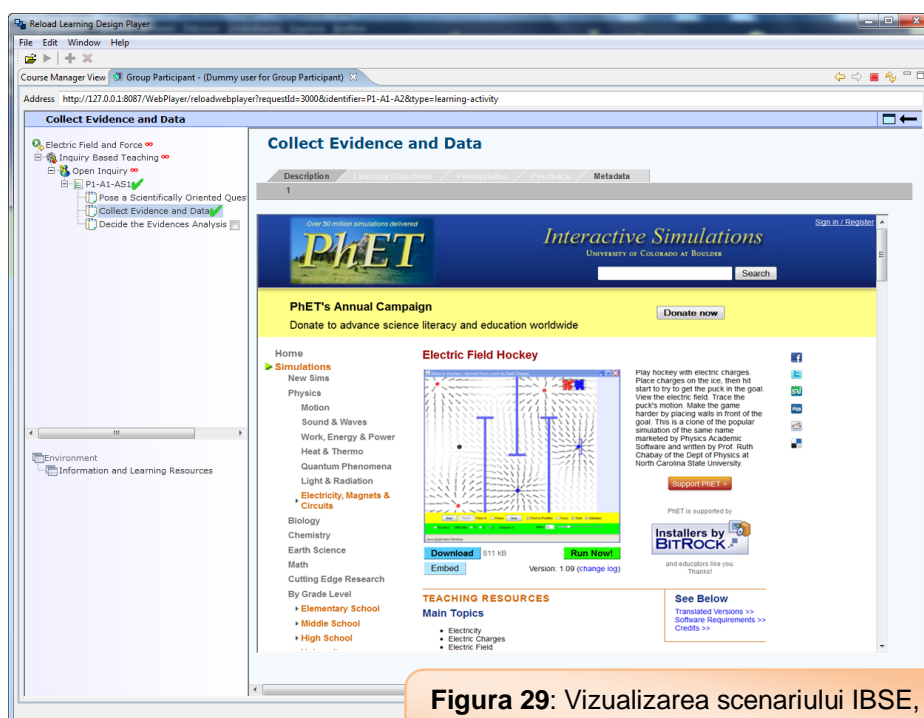 Reload Learning Design Player
File Edit Window Help
Course Manager View Group Participant - (Dummy user for Group Participant)
Address http://127.0.0.1:8087/WebPlayer/reloadwebplayer?requestId=3000&identifier=P1-A1-A2&type=learning-activity
Collect Evidence and Data
Electric Field and Force
Inquiry Based Teaching
Open Inquiry
P1-A1-AS1
Pose a Scientifically Oriented Ques
Collect Evidence and Data
Decide the Evidences Analysis
Environment
Information and Learning Resources
Collect Evidence and Data
Description Learning Objectives Prerequisites Feedback Metadata
1
Over 50 million simulations delivered
PhET
Interactive Simulations
University of Colorado at Boulder
Sign in / Register
Search
PhET's Annual Campaign
Donate to advance science literacy and education worldwide
Donate now
Home
Simulations
New Sims
Physics
Motion
Sound & Waves
Work, Energy & Power
Heat & Thermo
Quantum Phenomena
Light & Radiation
Electricity, Magnets &
Circuits
Biology
Chemistry
Earth Science
Math
Cutting Edge Research
By Grade Level
Elementary School
Middle School
High School
Electric Field Hockey
Download 811 kB Run Now!
Embed Version: 1.09 (change log)
Play hockey with electric charges.
Place charges on the ice, then hit
start to try to get the puck in the goal.
View the electric field. Trace the
puck's motion. Make the game
harder by placing walls in front of the
goal. This is a clone of the popular
simulation of the same name
marketed by Physics Academic
Software and written by Prof. Ruth
Chabay of the Dept of Physics at
North Carolina State University.
Support PhET >
PhET is supported by
Installers by
BITROCK
and educators like you.
Thanks!
TEACHING RESOURCES
Main Topics
Electricity
Electric Charges
Electric Field
See Below
Translated Versions >>
Software Requirements >>
Credits >>
Figura 29: Vizualizarea scenariului IBSE,